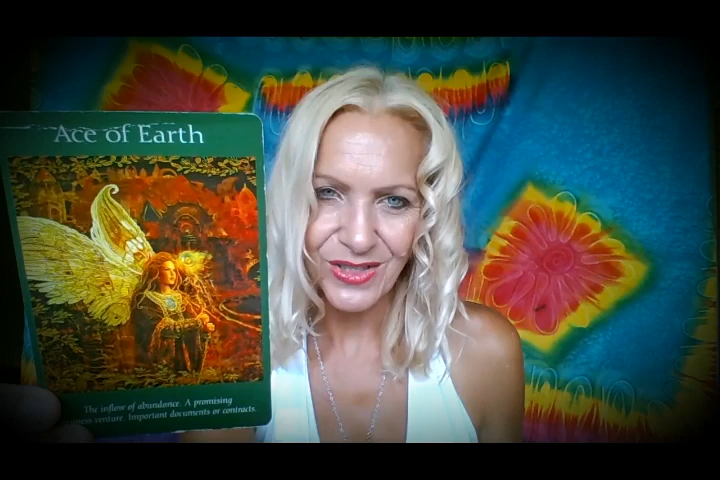 Ace of Earth
The inflow of abundance. A promising
venture. Important documents or contracts.